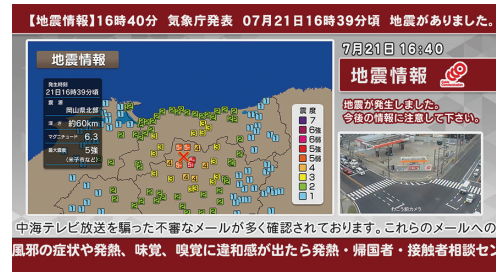 【地震情報】16時40分 気象庁発表 07月21日16時39分頃 地震がありました。
地震情報
発生時刻
21日16時39分頃
震 源
岡山県北部
深 さ 約60km
マグニチュード 6.3
最大震度
5強
(米子市など)
震度
7
6強
6弱
5強
5弱
4
3
2
1
7月21日 16:40
地震情報
地震が発生しました。
今後の情報に注意して下さい。
中海テレビ放送を騙った不審なメールが多く確認されております。これらのメールへの
風邪の症状や発熱、味覚、嗅覚に違和感が出たら発熱・帰国者・接触者相談セン